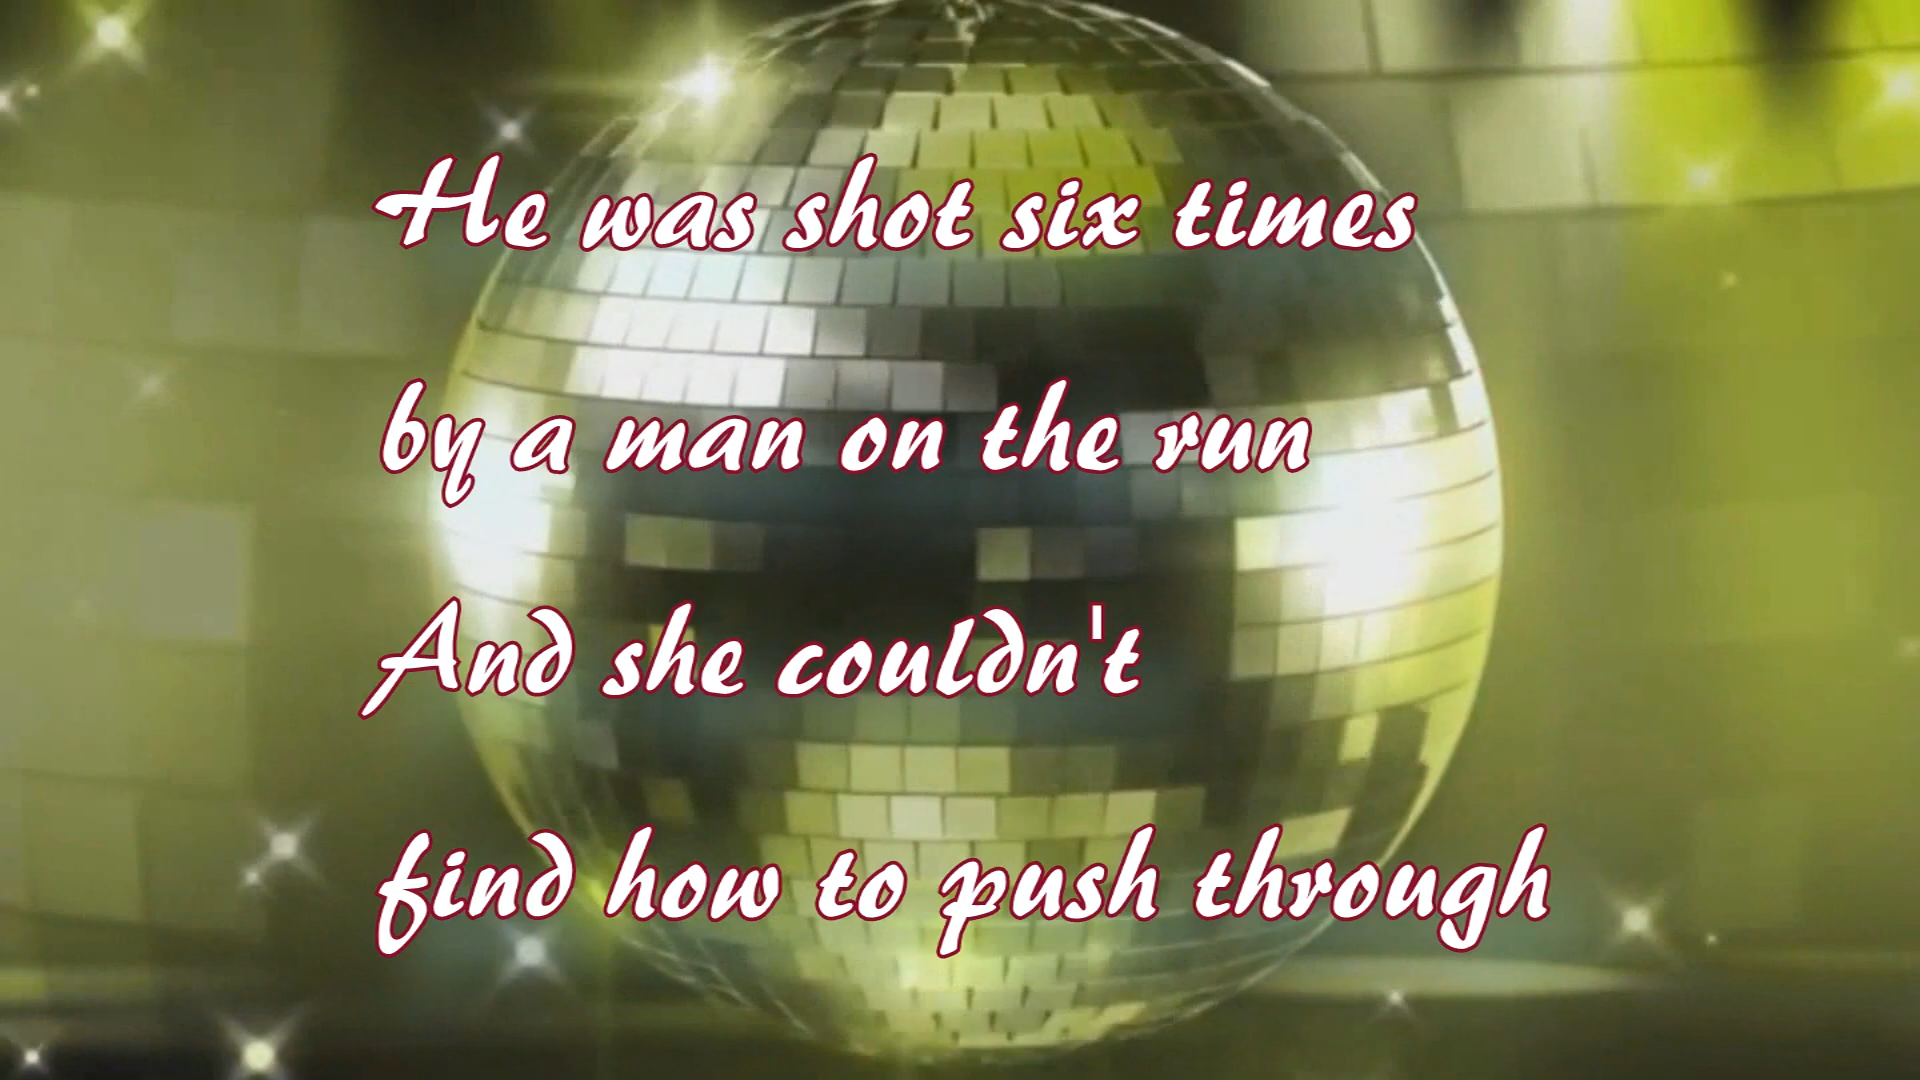 He was shot six times
by a man on the run
And she couldn't
find how to push through